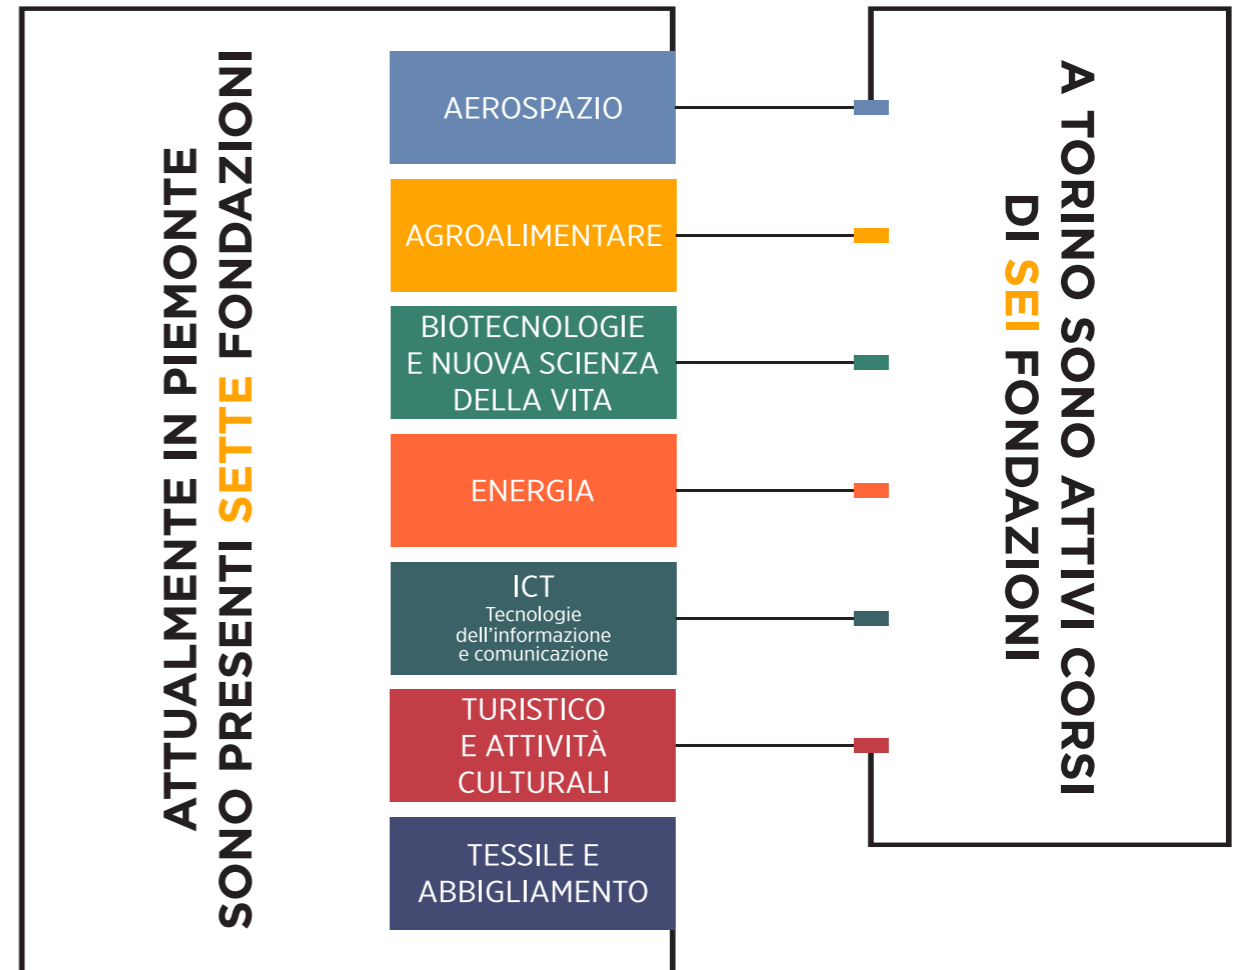 ATTUALMENTE IN PIEMONTE
SONO PRESENTI SETTE FONDAZIONI
AEROSPAZIO
AGROALIMENTARE
BIOTECNOLOGIE
E NUOVA SCIENZA
DELLA VITA
ENERGIA
ICT
Tecnologie
dell'informazione
e comunicazione
TURISTICO
E ATTIVITÀ
CULTURALI
TESSILE E
ABBIGLIAMENTO
A TORINO SONO ATTIVI CORSI
DI SEI FONDAZIONI